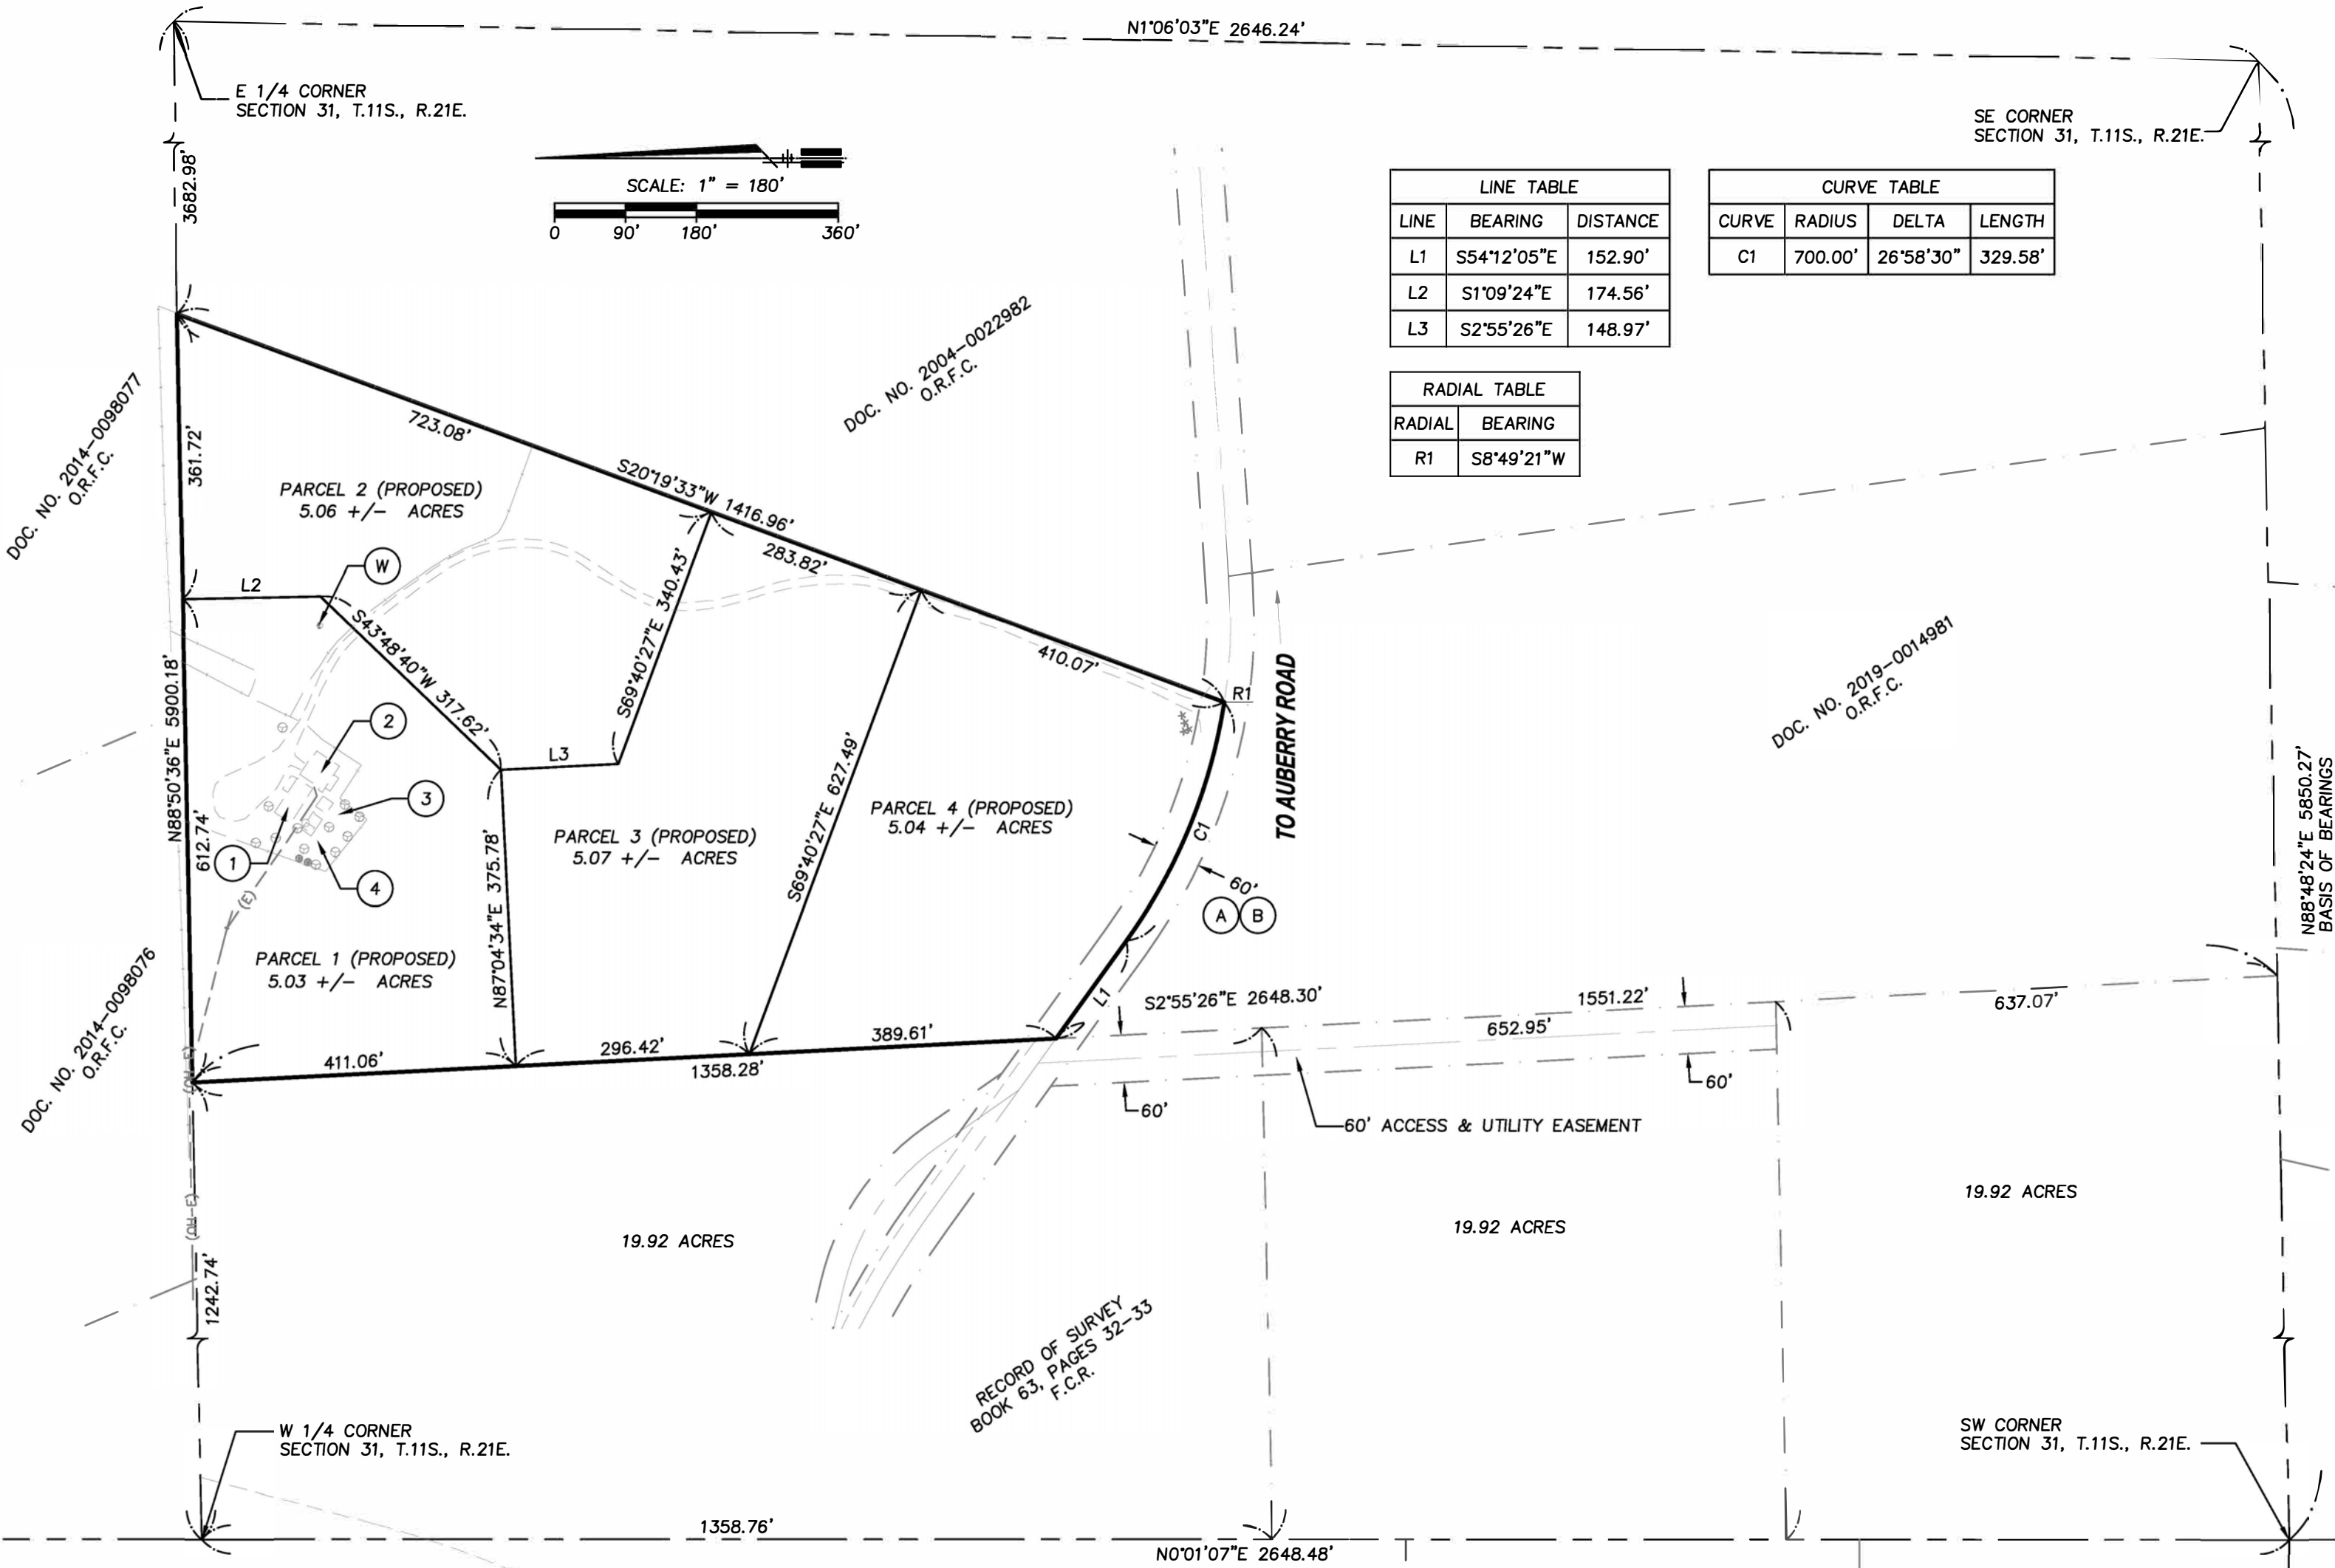 N1°06'03"E 2646.24'
E 1/4 CORNER
SECTION 31, T.11S., R.21E.
SE CORNER
SECTION 31, T.11S., R.21E.
3682.98'
SCALE: 1" = 180'
0 90' 180' 360'
LINE TABLE
LINE BEARING DISTANCE
L1 S54°12'05"E 152.90'
L2 S1°09'24"E 174.56'
L3 S2°55'26"E 148.97'
CURVE TABLE
CURVE RADIUS DELTA LENGTH
C1 700.00' 26°58'30" 329.58'
RADIAL TABLE
RADIAL BEARING
R1 S8°49'21"W
DOC. NO. 2004-0022982
O.R.F.C.
DOC. NO. 2014-0098077
O.R.F.C.
361.72'
723.08'
S20°19'33"W 1416.96'
283.82'
410.07'
PARCEL 2 (PROPOSED)
5.06 +/- ACRES
W
L2
S43°48'40"W 317.62'
S69°40'27"E 340.43'
L3
R1
TO AUBERRY ROAD
DOC. NO. 2019-0014981
O.R.F.C.
N88°50'36"E 5900.18'
612.74'
2
3
1
4
(E)
PARCEL 3 (PROPOSED)
5.07 +/- ACRES
S69°40'27"E 627.49'
PARCEL 4 (PROPOSED)
5.04 +/- ACRES
C1
60'
A B
N88°48'24"E 5850.27'
BASIS OF BEARINGS
PARCEL 1 (PROPOSED)
5.03 +/- ACRES
N87°04'34"E 375.78'
L1
S2°55'26"E 2648.30'
1551.22'
637.07'
652.95'
DOC. NO. 2014-0098076
O.R.F.C.
411.06'
296.42'
389.61'
1358.28'
60'
60'
60' ACCESS & UTILITY EASEMENT
(OH-E)
(OH-E)
19.92 ACRES
19.92 ACRES
19.92 ACRES
1242.74'
RECORD OF SURVEY
BOOK 63, PAGES 32-33
F.C.R.
W 1/4 CORNER
SECTION 31, T.11S., R.21E.
SW CORNER
SECTION 31, T.11S., R.21E.
1358.76'
N0°01'07"E 2648.48'